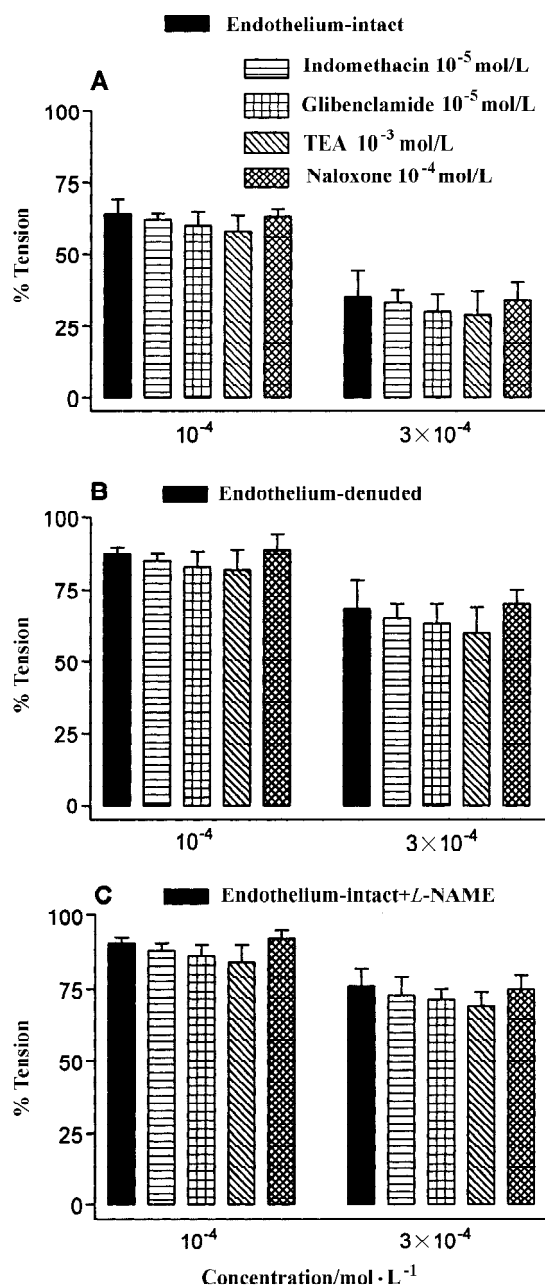 Endothelium-intact
A
Indomethacin 10⁻⁵ mol/L
Glibenclamide 10⁻⁵ mol/L
TEA 10⁻³ mol/L
Naloxone 10⁻⁴ mol/L
100
75
50
25
0
% Tension
10⁻⁴
3×10⁻⁴
B
Endothelium-denuded
100
75
50
25
0
% Tension
10⁻⁴
3×10⁻⁴
C
Endothelium-intact+L-NAME
100
75
50
25
0
% Tension
10⁻⁴
3×10⁻⁴
Concentration/mol·L⁻¹